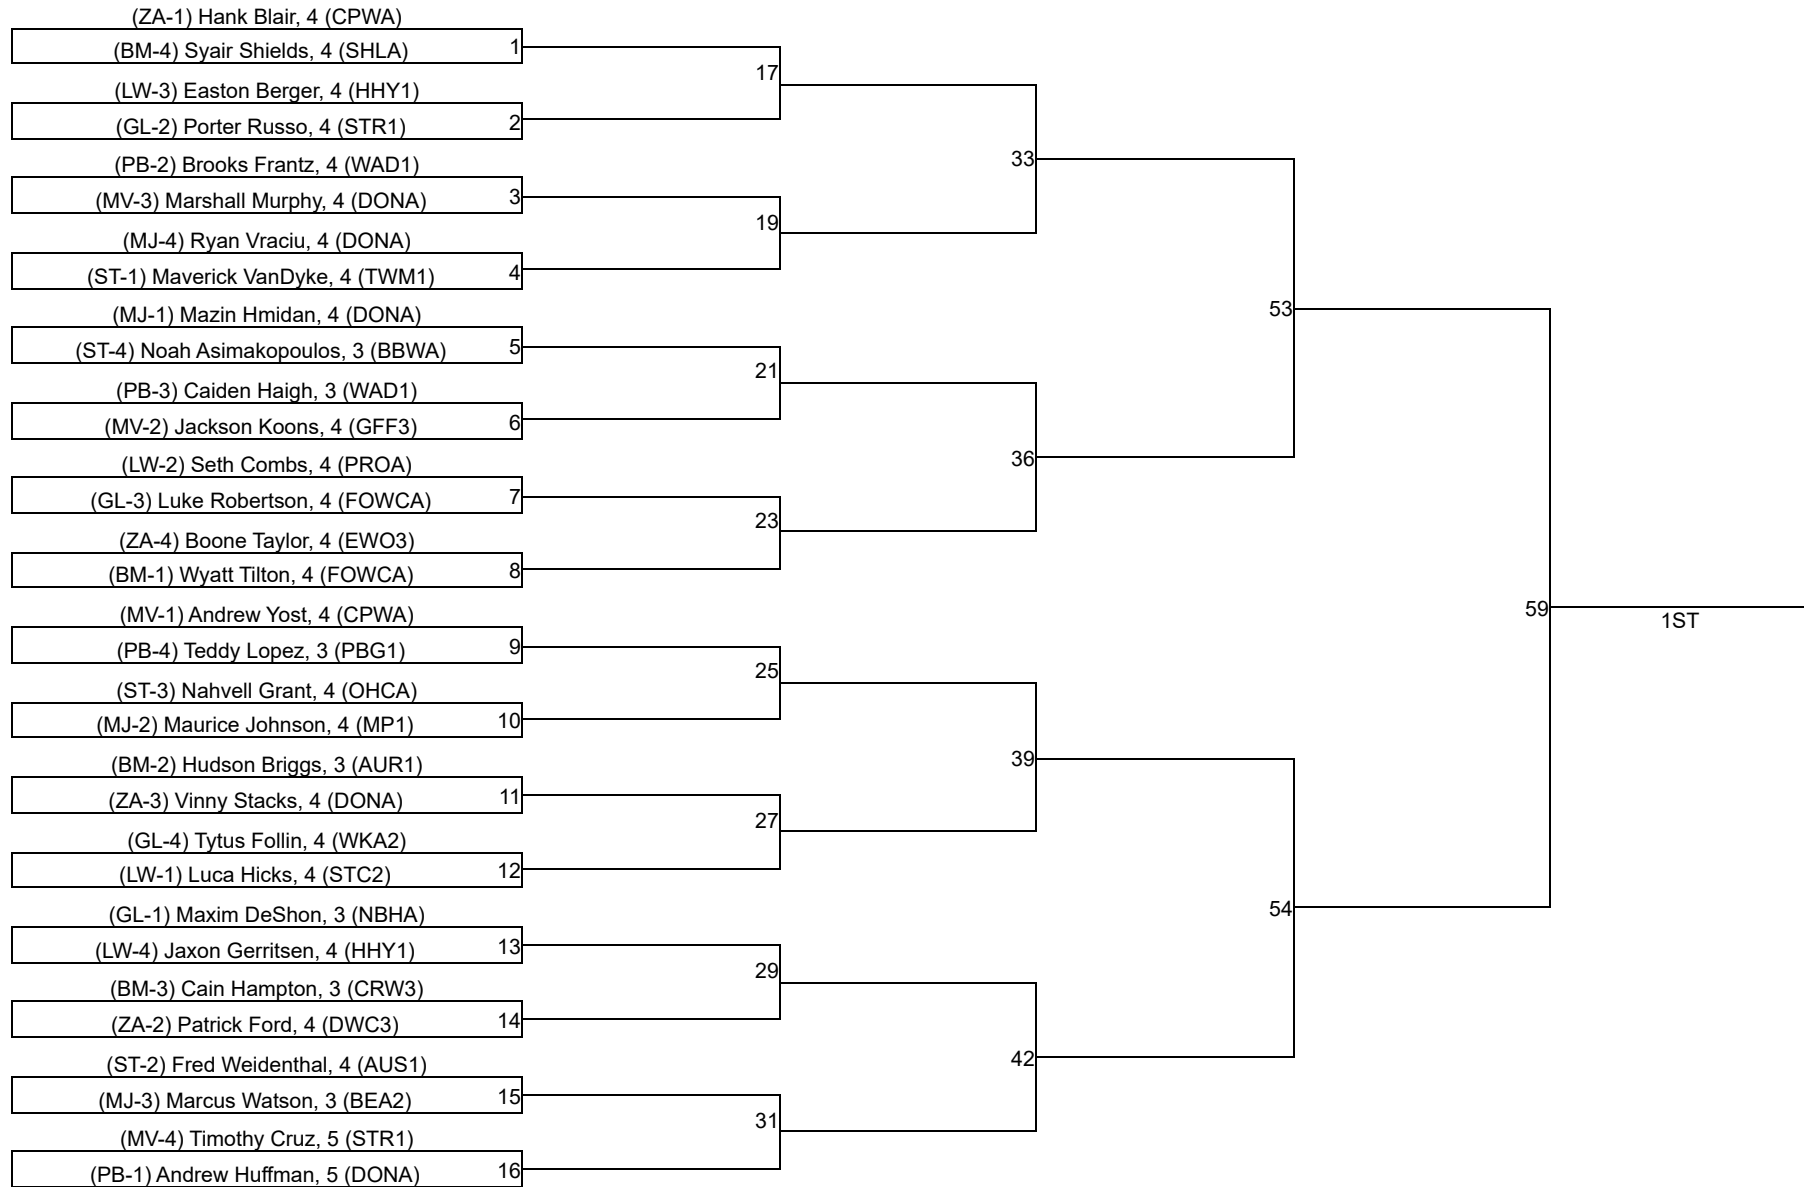 (ZA-1) Hank Blair, 4 (CPWA)
(BM-4) Syair Shields, 4 (SHLA)
1
17
(LW-3) Easton Berger, 4 (HHY1)
(GL-2) Porter Russo, 4 (STR1)
2
33
(PB-2) Brooks Frantz, 4 (WAD1)
(MV-3) Marshall Murphy, 4 (DONA)
3
19
(MJ-4) Ryan Vraciu, 4 (DONA)
(ST-1) Maverick VanDyke, 4 (TWM1)
4
53
(MJ-1) Mazin Hmidan, 4 (DONA)
(ST-4) Noah Asimakopoulos, 3 (BBWA)
5
21
(PB-3) Caiden Haigh, 3 (WAD1)
(MV-2) Jackson Koons, 4 (GFF3)
6
36
(LW-2) Seth Combs, 4 (PROA)
(GL-3) Luke Robertson, 4 (FOWCA)
7
23
(ZA-4) Boone Taylor, 4 (EWO3)
(BM-1) Wyatt Tilton, 4 (FOWCA)
8
59
1ST
(MV-1) Andrew Yost, 4 (CPWA)
(PB-4) Teddy Lopez, 3 (PBG1)
9
25
(ST-3) Nahvell Grant, 4 (OHCA)
(MJ-2) Maurice Johnson, 4 (MP1)
10
39
(BM-2) Hudson Briggs, 3 (AUR1)
(ZA-3) Vinny Stacks, 4 (DONA)
11
27
(GL-4) Tytus Follin, 4 (WKA2)
(LW-1) Luca Hicks, 4 (STC2)
12
54
(GL-1) Maxim DeShon, 3 (NBHA)
(LW-4) Jaxon Gerritsen, 4 (HHY1)
13
29
(BM-3) Cain Hampton, 3 (CRW3)
(ZA-2) Patrick Ford, 4 (DWC3)
14
42
(ST-2) Fred Weidenthal, 4 (AUS1)
(MJ-3) Marcus Watson, 3 (BEA2)
15
31
(MV-4) Timothy Cruz, 5 (STR1)
(PB-1) Andrew Huffman, 5 (DONA)
16